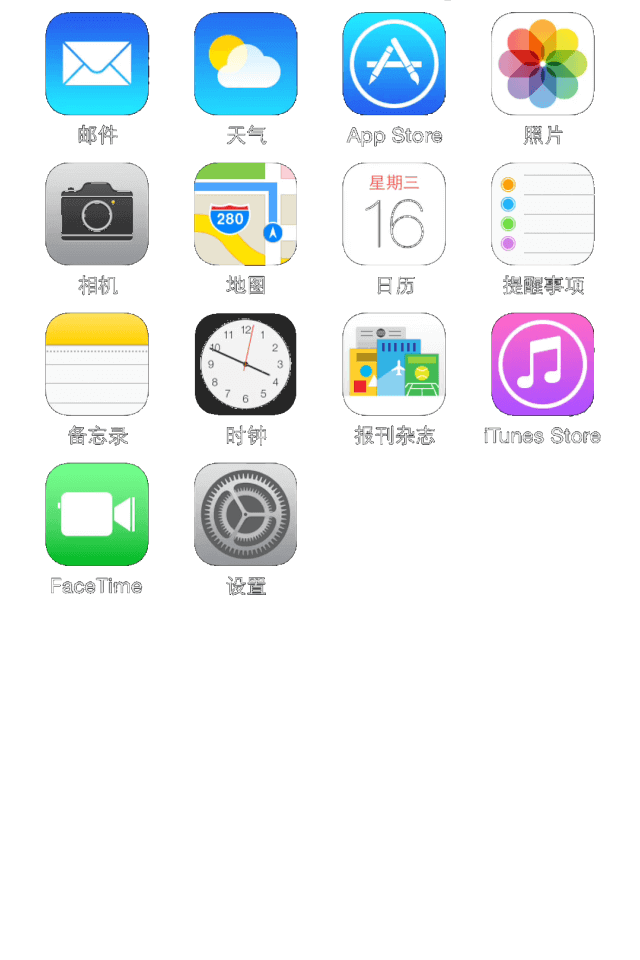 邮件
天气
App Store
照片
280
星期三
16
相机
地图
日历
提醒事项
12
11 1
10 2
9 3
8 4
7 5
6
备忘录
时钟
报刊杂志
iTunes Store
FaceTime
设置